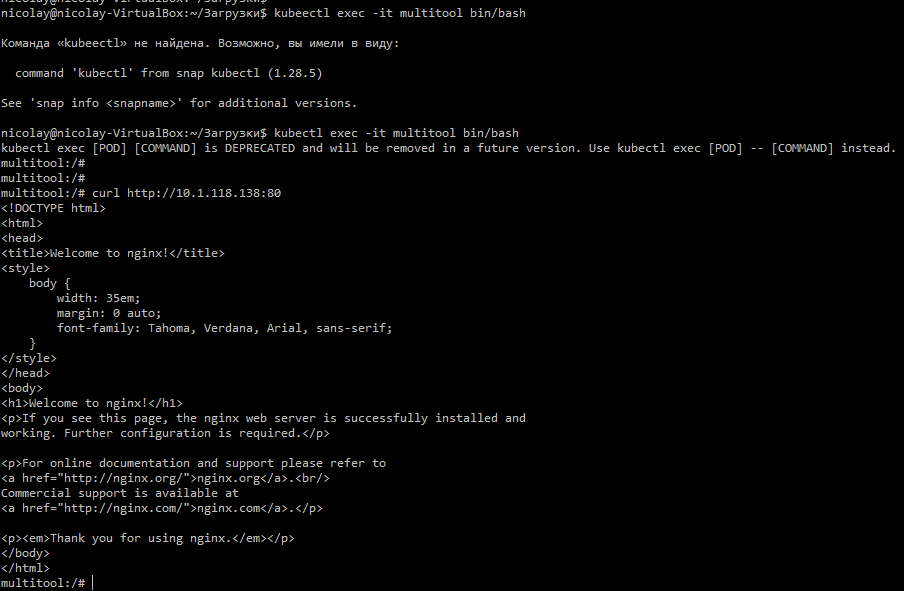 nicolay@nicolay-VirtualBox:~/Загрузки$ kubeectl exec -it multitool bin/bash
Команда «kubeectl» не найдена. Возможно, вы имели в виду:
  command 'kubectl' from snap kubectl (1.28.5)
See 'snap info <snapname>' for additional versions.
nicolay@nicolay-VirtualBox:~/Загрузки$ kubectl exec -it multitool bin/bash
kubectl exec [POD] [COMMAND] is DEPRECATED and will be removed in a future version. Use kubectl exec [POD] -- [COMMAND] instead.
multitool:/#
multitool:/#
multitool:/# curl http://10.1.118.138:80
<!DOCTYPE html>
<html>
<head>
<title>Welcome to nginx!</title>
<style>
    body {
        width: 35em;
        margin: 0 auto;
        font-family: Tahoma, Verdana, Arial, sans-serif;
    }
</style>
</head>
<body>
<h1>Welcome to nginx!</h1>
<p>If you see this page, the nginx web server is successfully installed and
working. Further configuration is required.</p>
<p>For online documentation and support please refer to
<a href="http://nginx.org/">nginx.org</a>.<br/>
Commercial support is available at
<a href="http://nginx.com/">nginx.com</a>.</p>
<p><em>Thank you for using nginx.</em></p>
</body>
</html>
multitool:/#